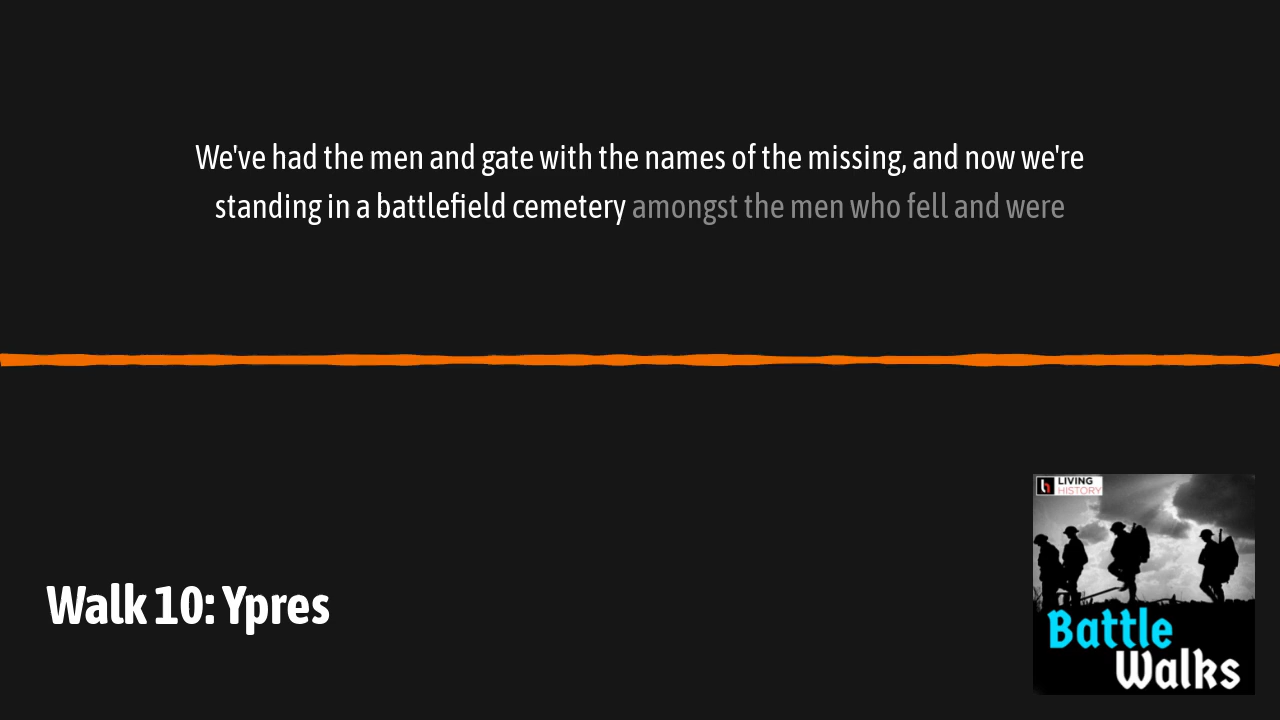 We've had the men and gate with the names of the missing, and now we're
standing in a battlefield cemetery amongst the men who fell and were
LIVING
HISTORY
Walk 10: Ypres
Battle
Walks